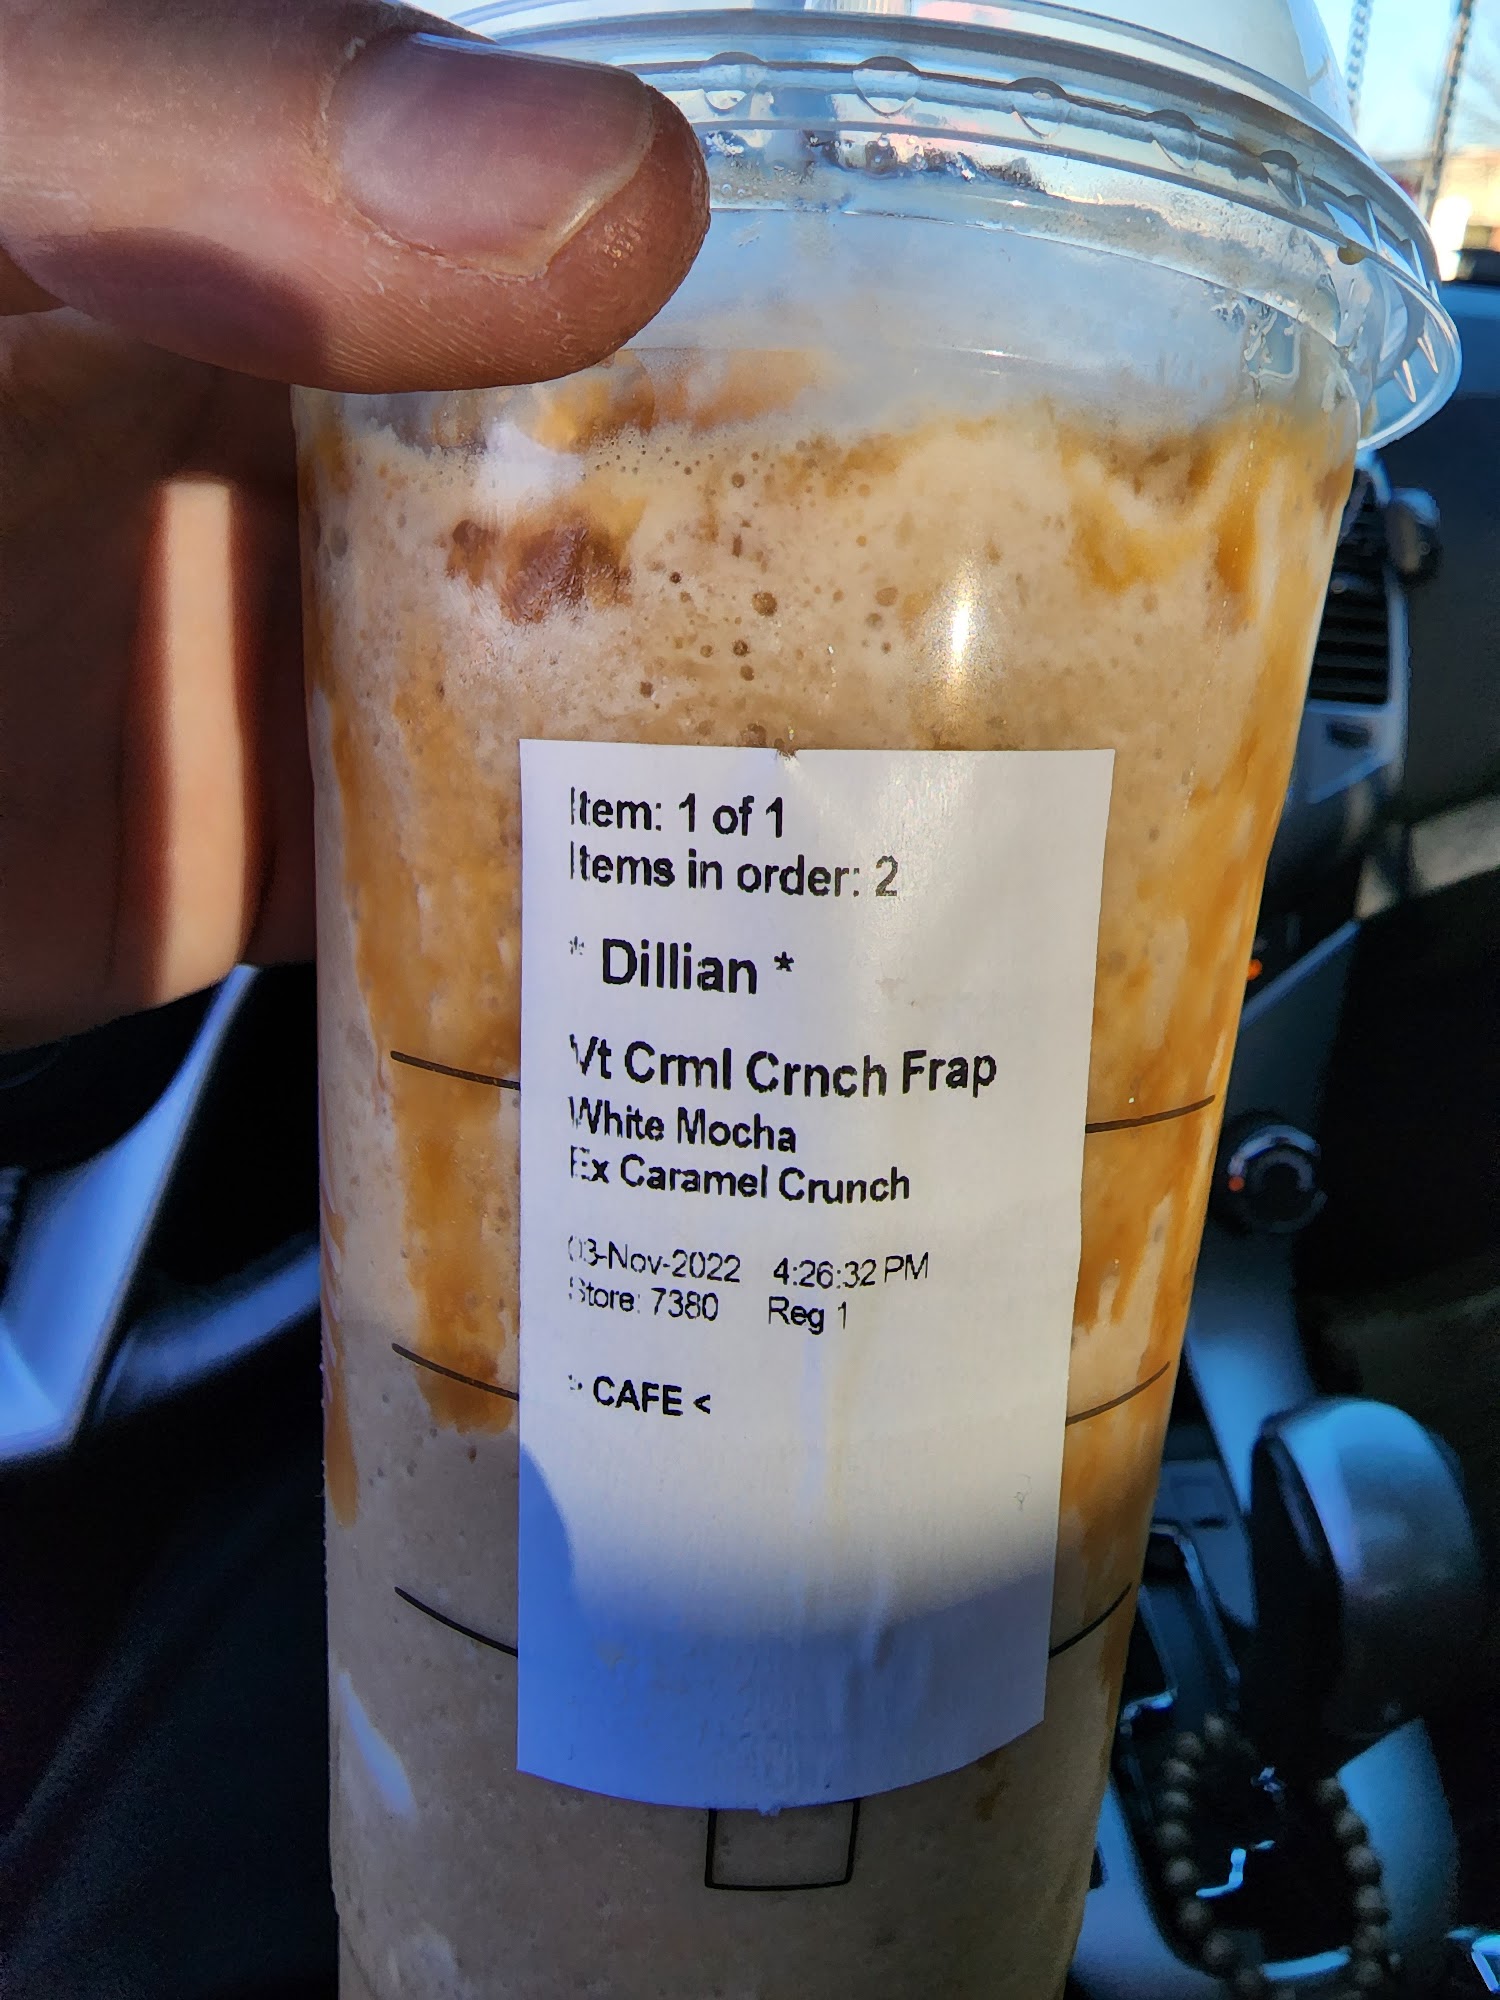 Item: 1 of 1
Items in order: 2
* Dillian *
Vt Crml Crnch Frap
White Mocha
Ex Caramel Crunch
03-Nov-2022 4:26:32 PM
Store: 7380 Reg 1
> CAFE <